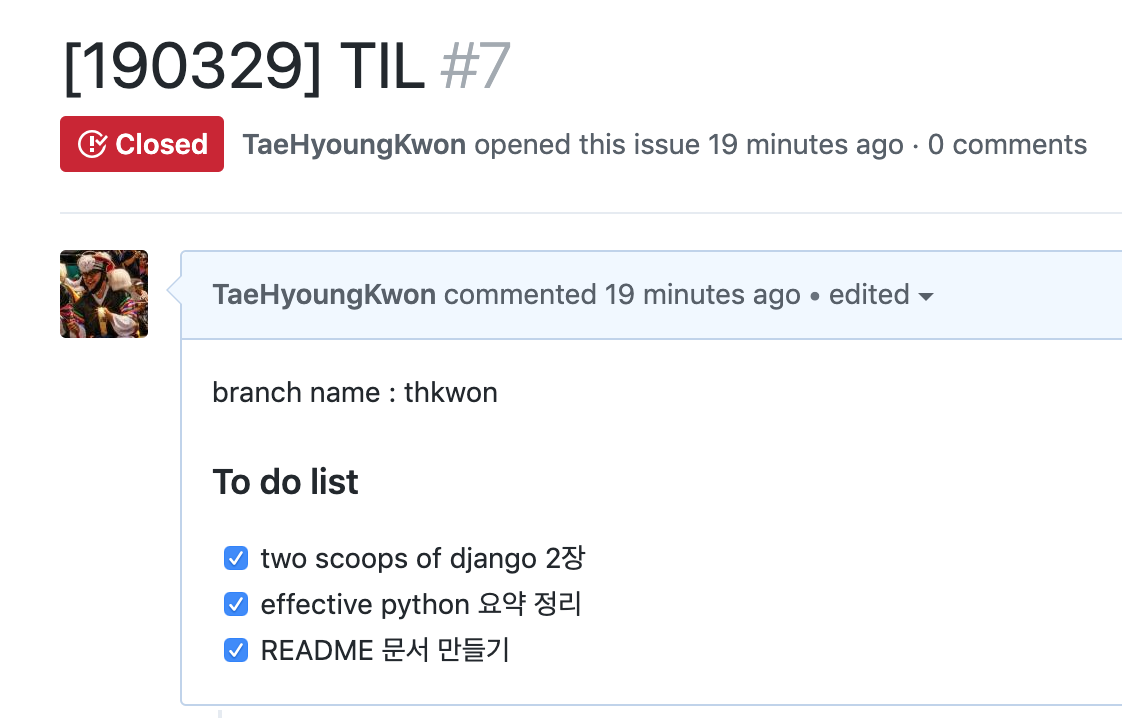 [190329] TIL #7
Closed TaeHyoungKwon opened this issue 19 minutes ago · 0 comments
TaeHyoungKwon commented 19 minutes ago • edited
branch name : thkwon
To do list
two scoops of django 2장
effective python 요약 정리
README 문서 만들기